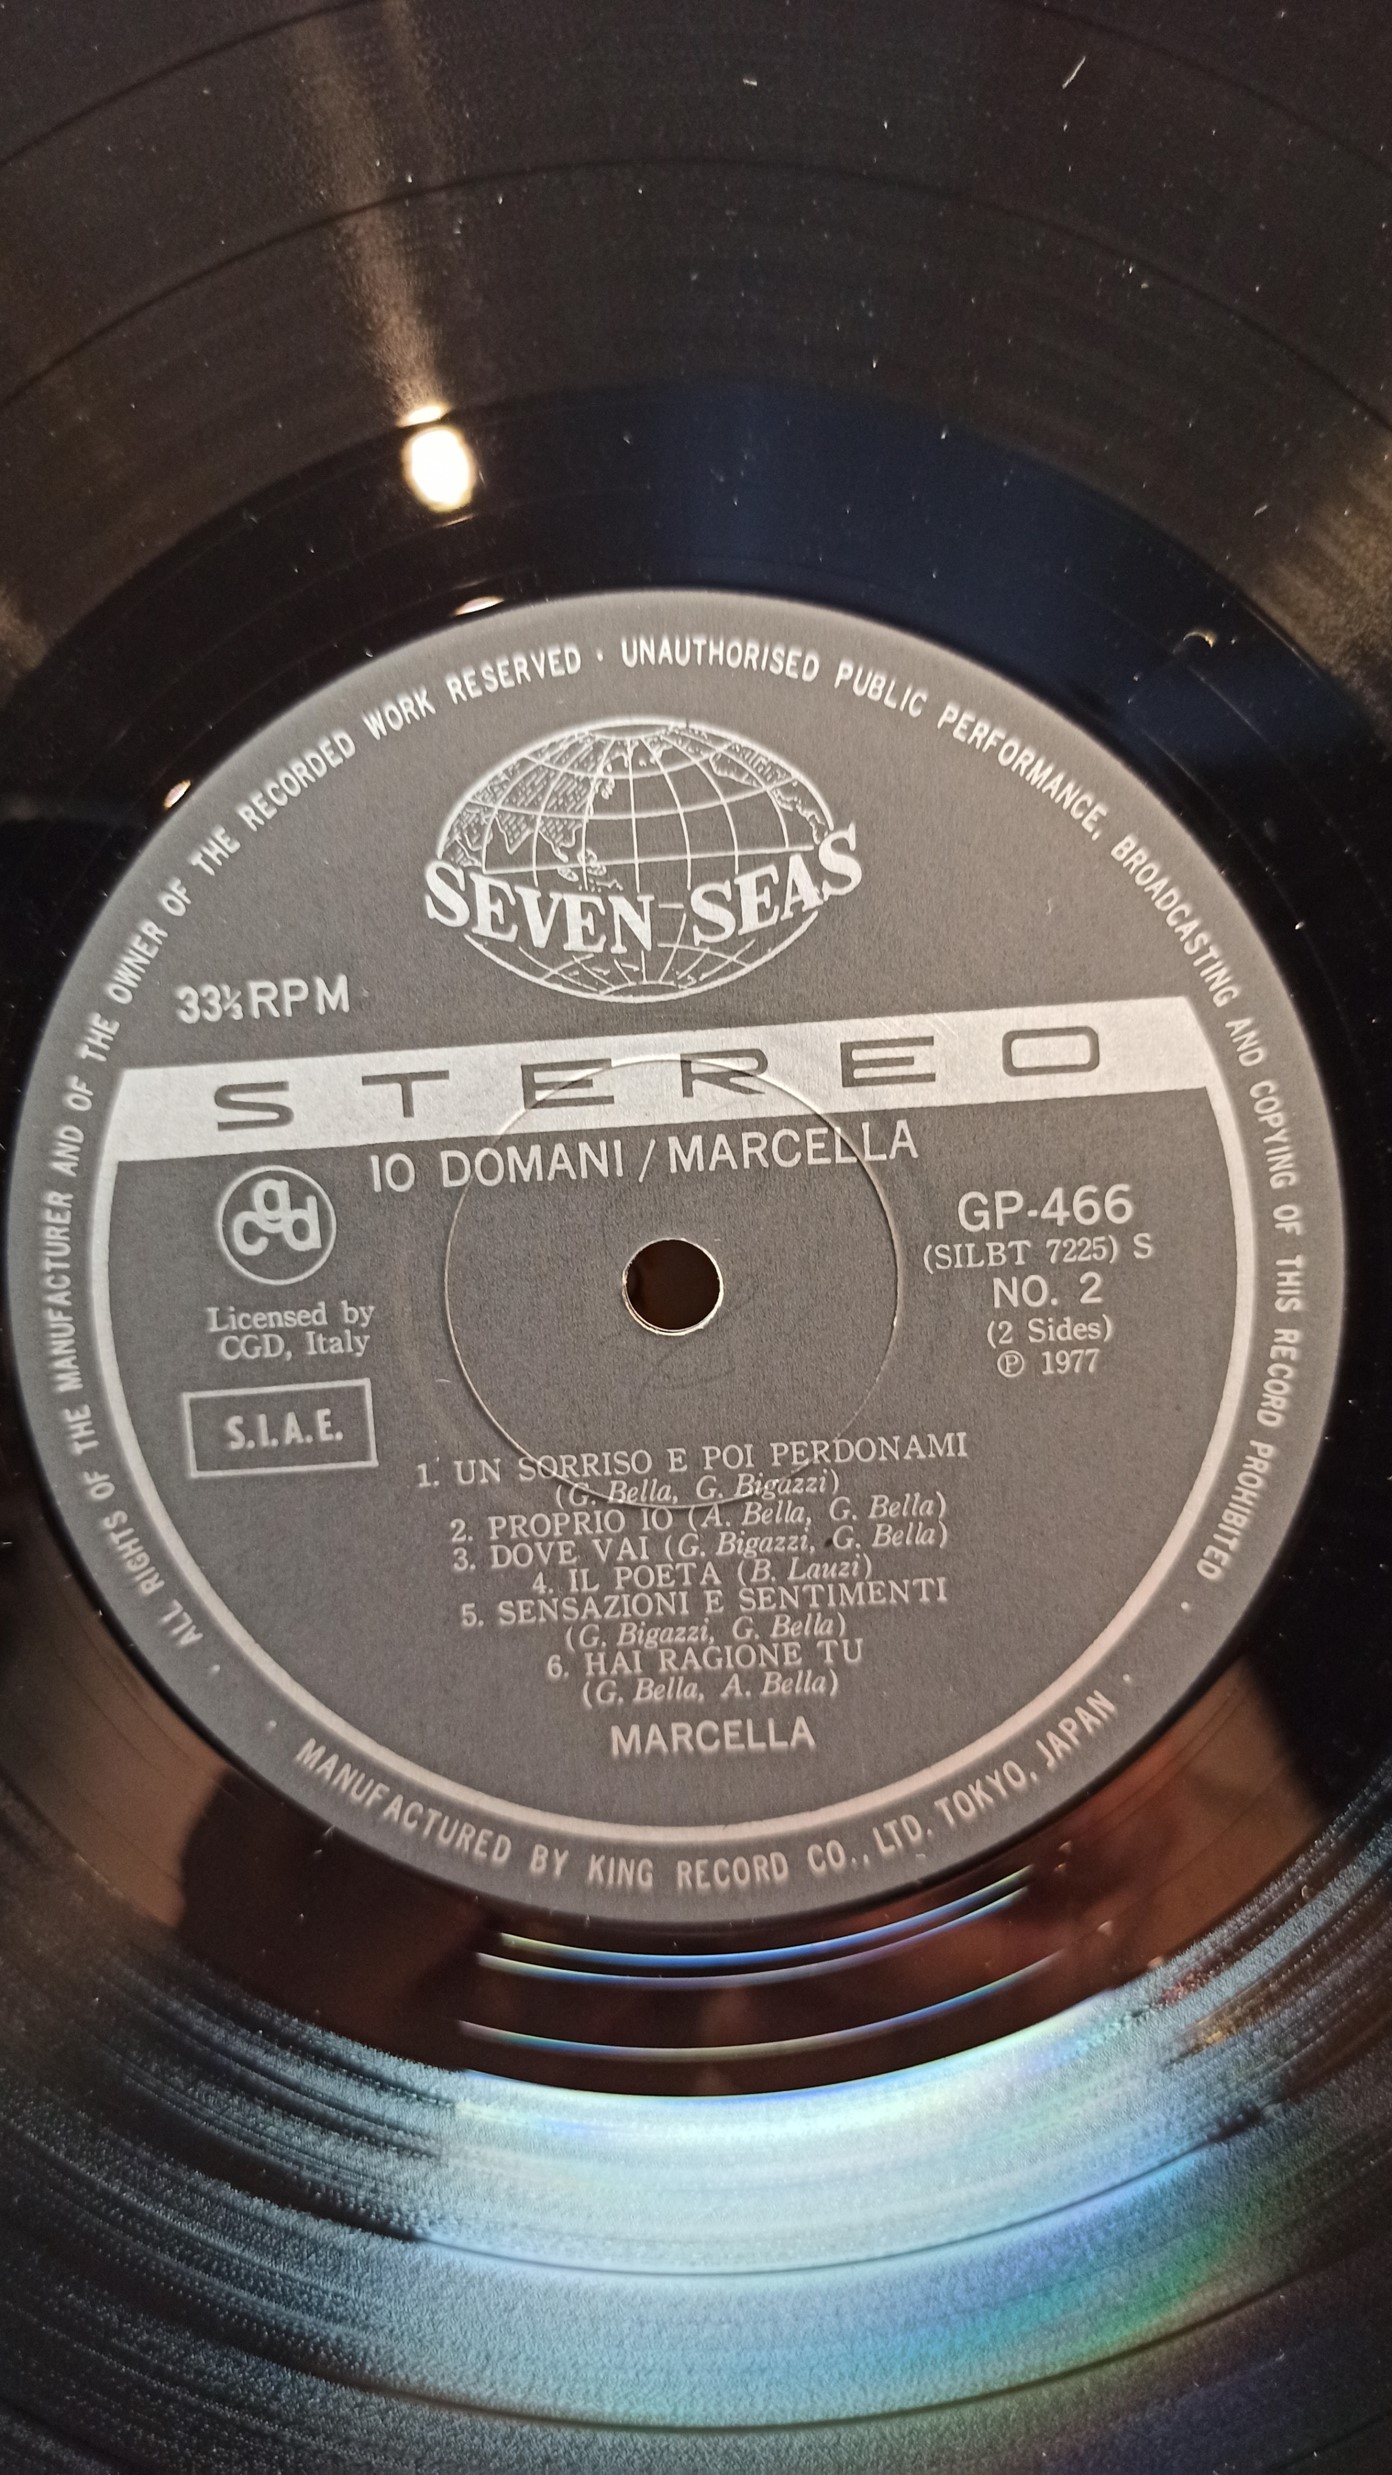 ALL RIGHTS OF THE MANUFACTURER AND OF THE OWNER OF THE RECORDED WORK RESERVED · UNAUTHORISED PUBLIC PERFORMANCE, BROADCASTING AND COPYING OF THIS RECORD PROHIBITED ·
SEVEN SEAS
33⅓ RPM
STEREO
IO DOMANI / MARCELLA
cgd
Licensed by
CGD, Italy
S.I.A.E.
GP-466
(SILBT 7225) S
NO. 2
(2 Sides)
Ⓟ 1977
1. UN SORRISO E POI PERDONAMI
(G. Bella, G. Bigazzi)
2. PROPRIO IO (A. Bella, G. Bella)
3. DOVE VAI (G. Bigazzi, G. Bella)
4. IL POETA (B. Lauzi)
5. SENSAZIONI E SENTIMENTI
(G. Bigazzi, G. Bella)
6. HAI RAGIONE TU
(G. Bella, A. Bella)
MARCELLA
· MANUFACTURED BY KING RECORD CO., LTD. TOKYO, JAPAN ·